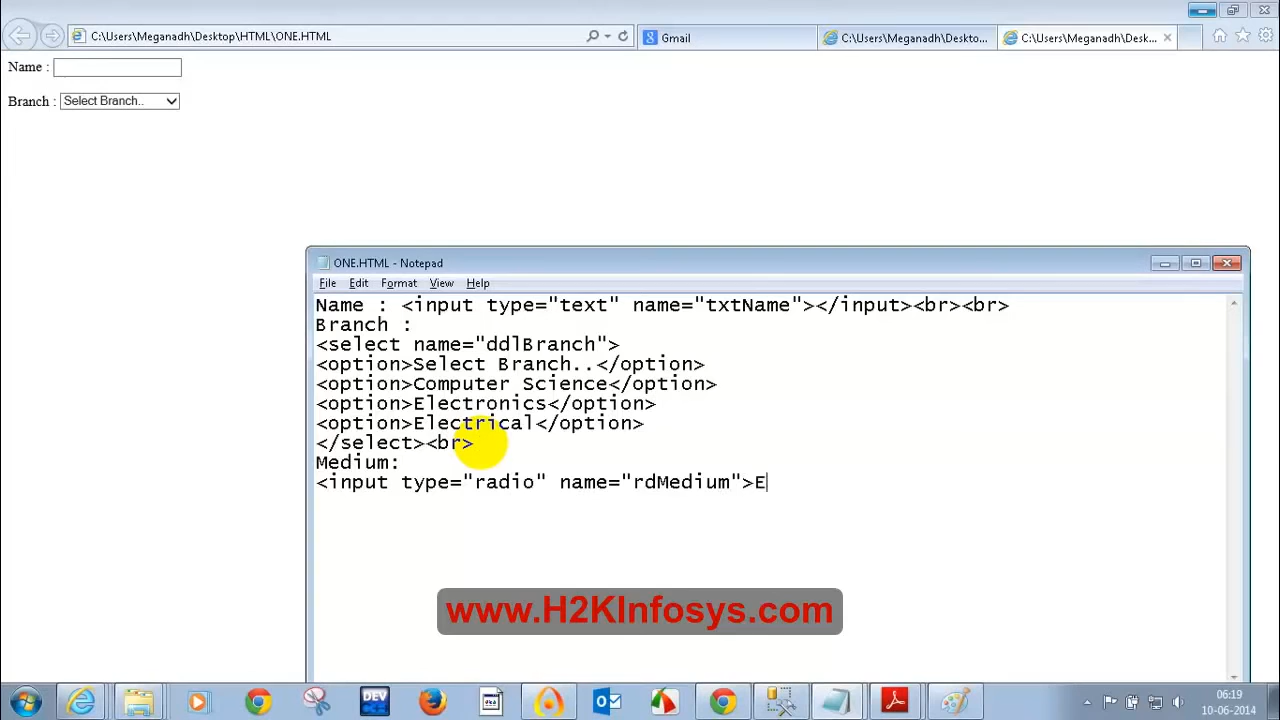 C:\Users\Meganadh\Desktop\HTML\ONE.HTML
Gmail
C:\Users\Meganadh\Deskto...
C:\Users\Meganadh\Desk...
Name :
Branch : Select Branch..
ONE.HTML - Notepad
File Edit Format View Help
Name : <input type="text" name="txtName"></input><br><br>
Branch :
<select name="ddlBranch">
<option>Select Branch..</option>
<option>Computer Science</option>
<option>Electronics</option>
<option>Electrical</option>
</select><br>
Medium:
<input type="radio" name="rdMedium">E
www.H2KInfosys.com
DEV
06:19
10-06-2014